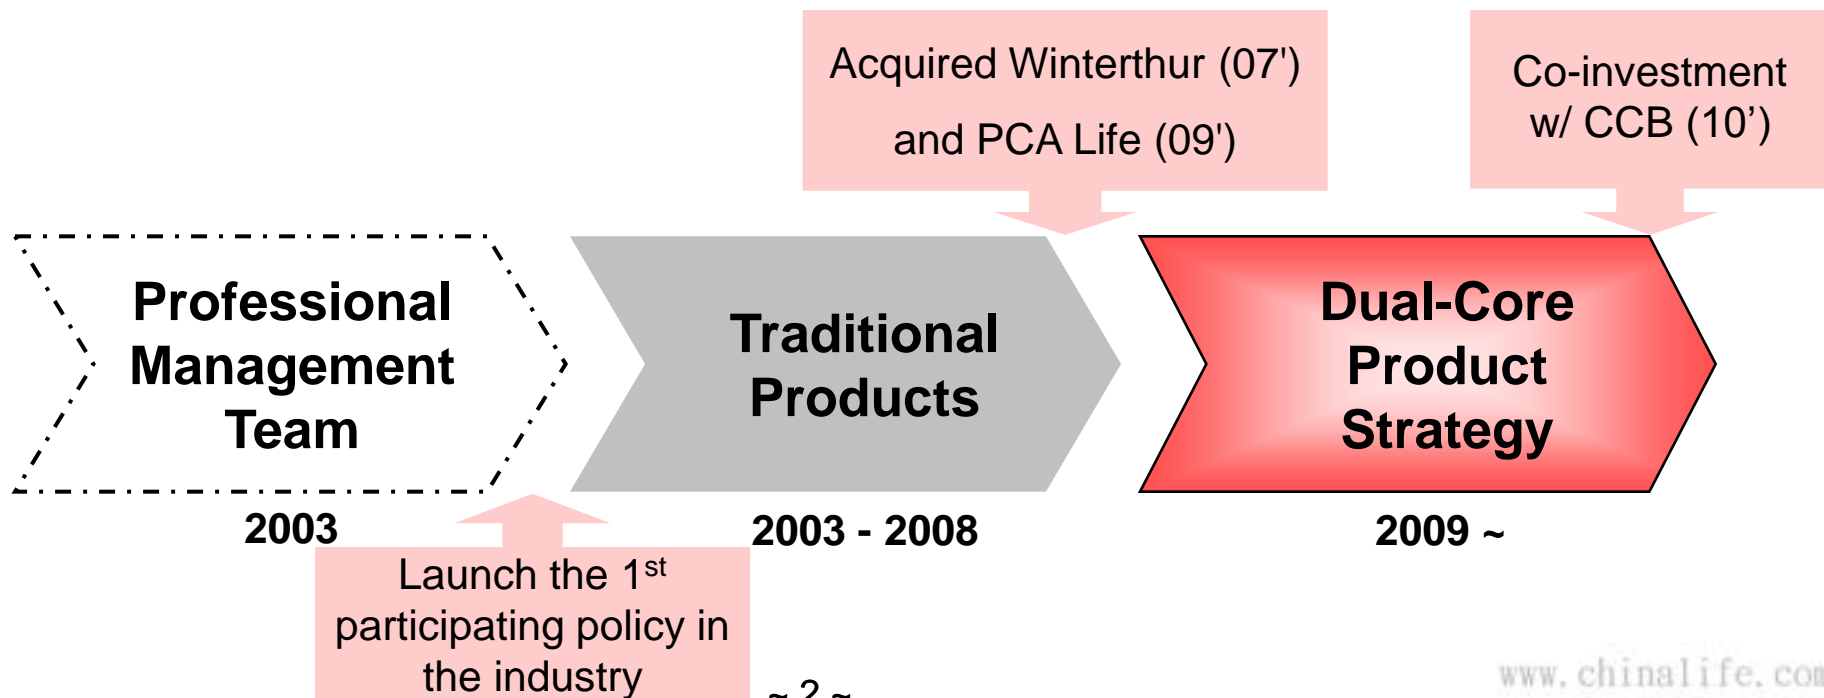 Acquired Winterthur (07')
and PCA Life (09')
Co-investment
w/ CCB (10’)
Professional
Management
Team
Traditional
Products
Dual-Core
Product
Strategy
2003
2003 - 2008
2009 ~
Launch the 1st
participating policy in
the industry
~ 2 ~
www.chinalife.com